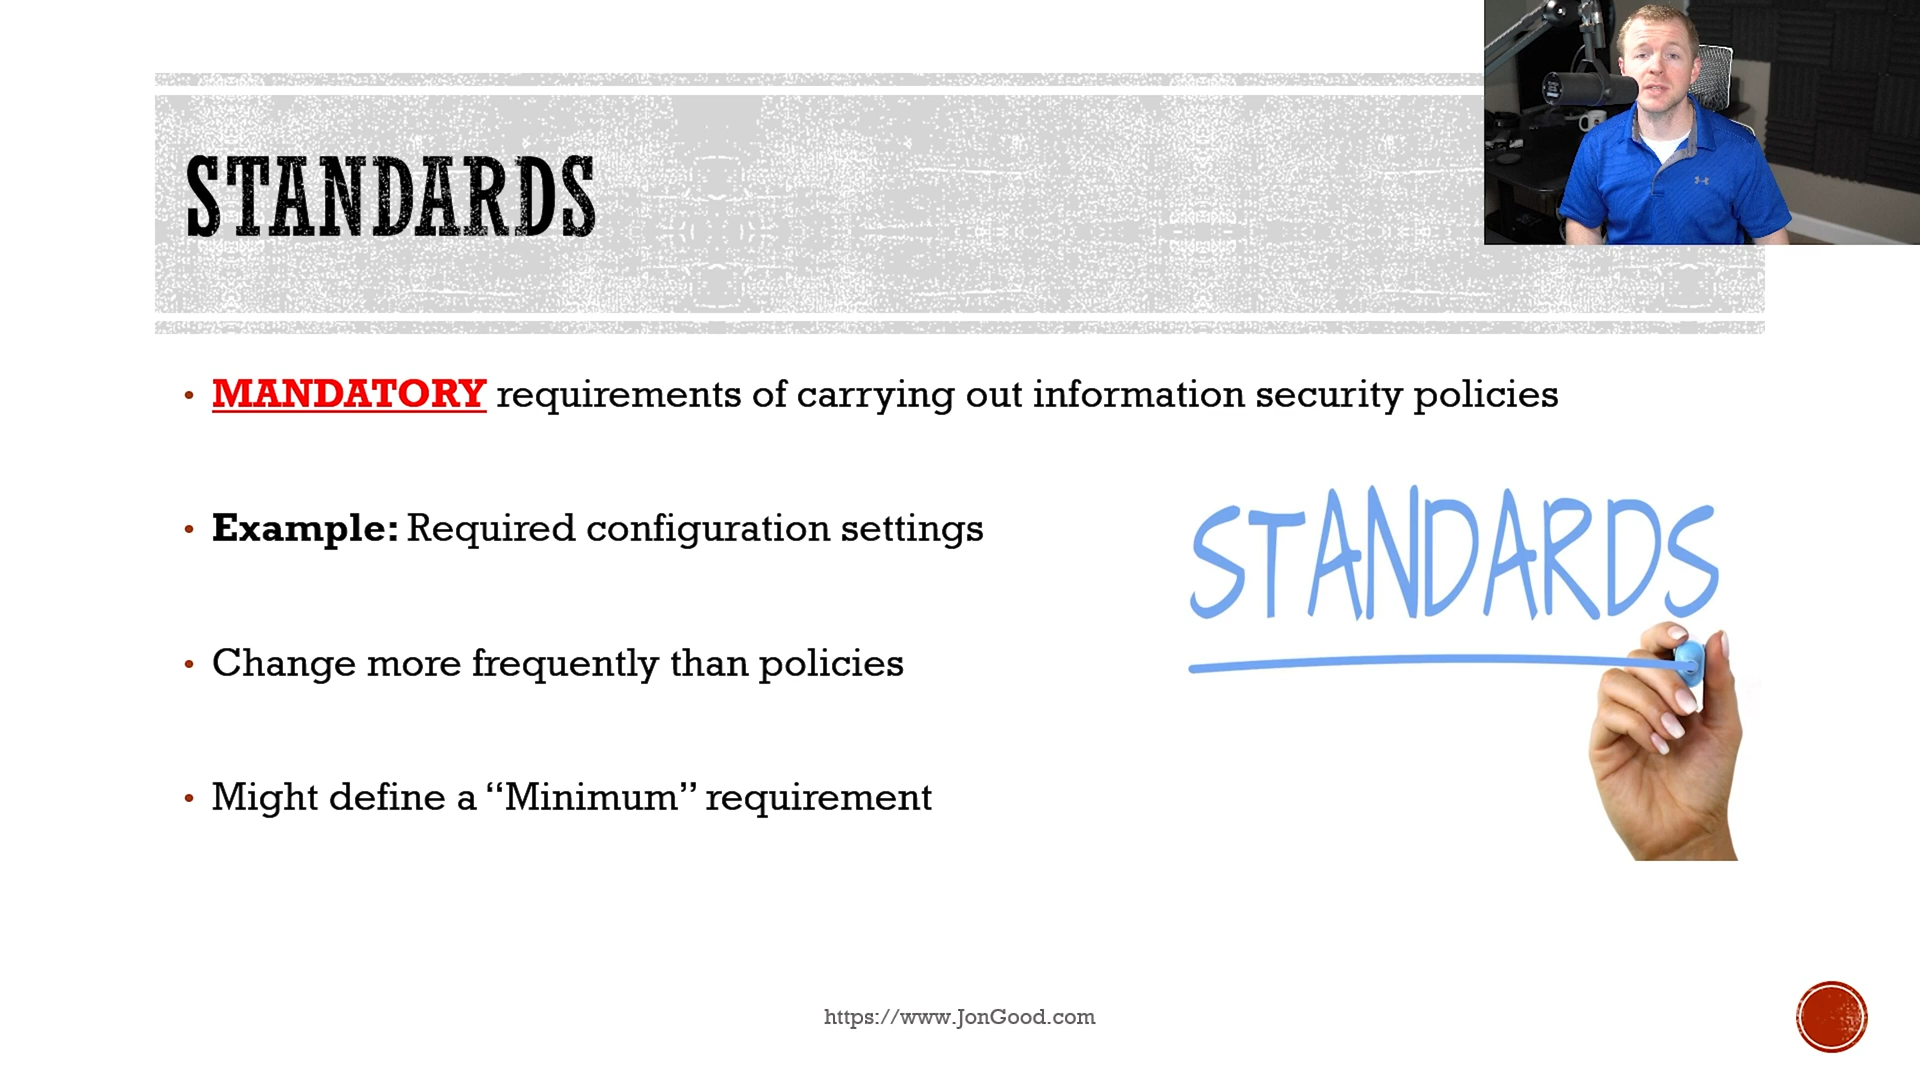 STANDARDS
• MANDATORY requirements of carrying out information security policies
• Example: Required configuration settings
STANDARDS
• Change more frequently than policies
• Might define a “Minimum” requirement
https://www.JonGood.com